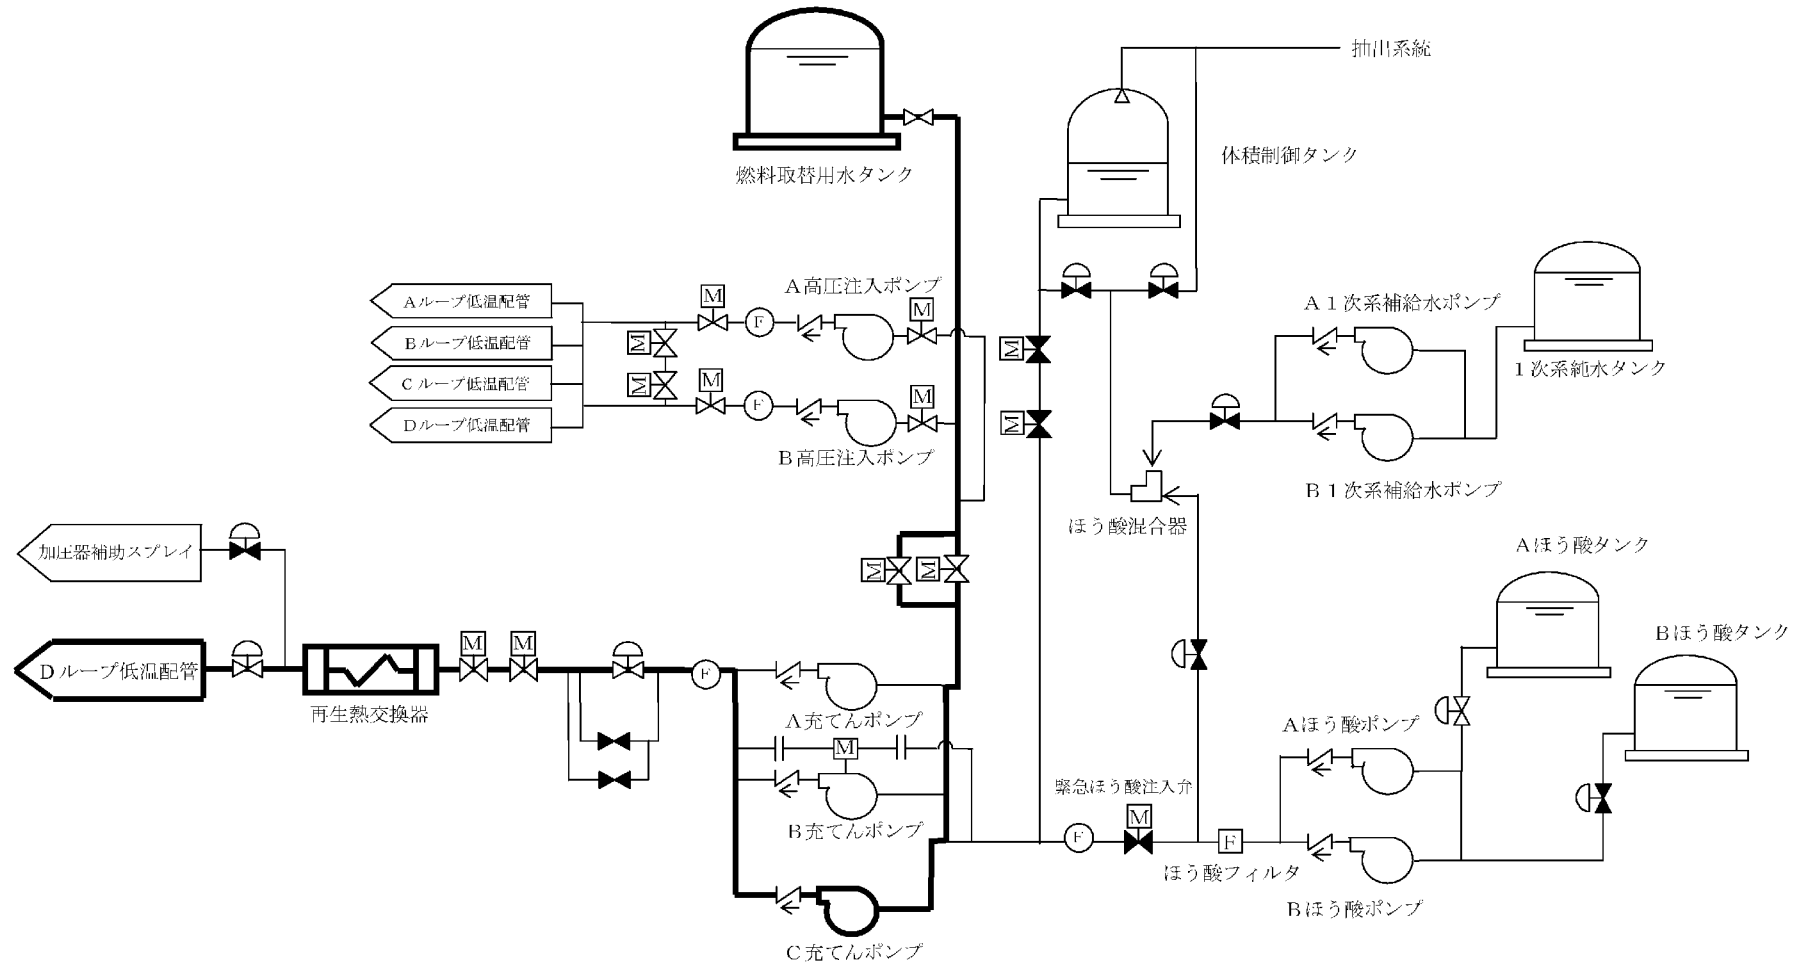 抽出系統
体積制御タンク
燃料取替用水タンク
A高圧注入ポンプ
M
M
Aループ低温配管
F
A1次系補給水ポンプ
M
Bループ低温配管
M
1次系純水タンク
M
M
M
Cループ低温配管
F
M
Dループ低温配管
B高圧注入ポンプ
B1次系補給水ポンプ
ほう酸混合器
加圧器補助スプレイ
Aほう酸タンク
M
M
Bほう酸タンク
M
M
Dループ低温配管
F
再生熱交換器
A充てんポンプ
Aほう酸ポンプ
M
緊急ほう酸注入弁
M
B充てんポンプ
F
F
ほう酸フィルタ
Bほう酸ポンプ
C充てんポンプ